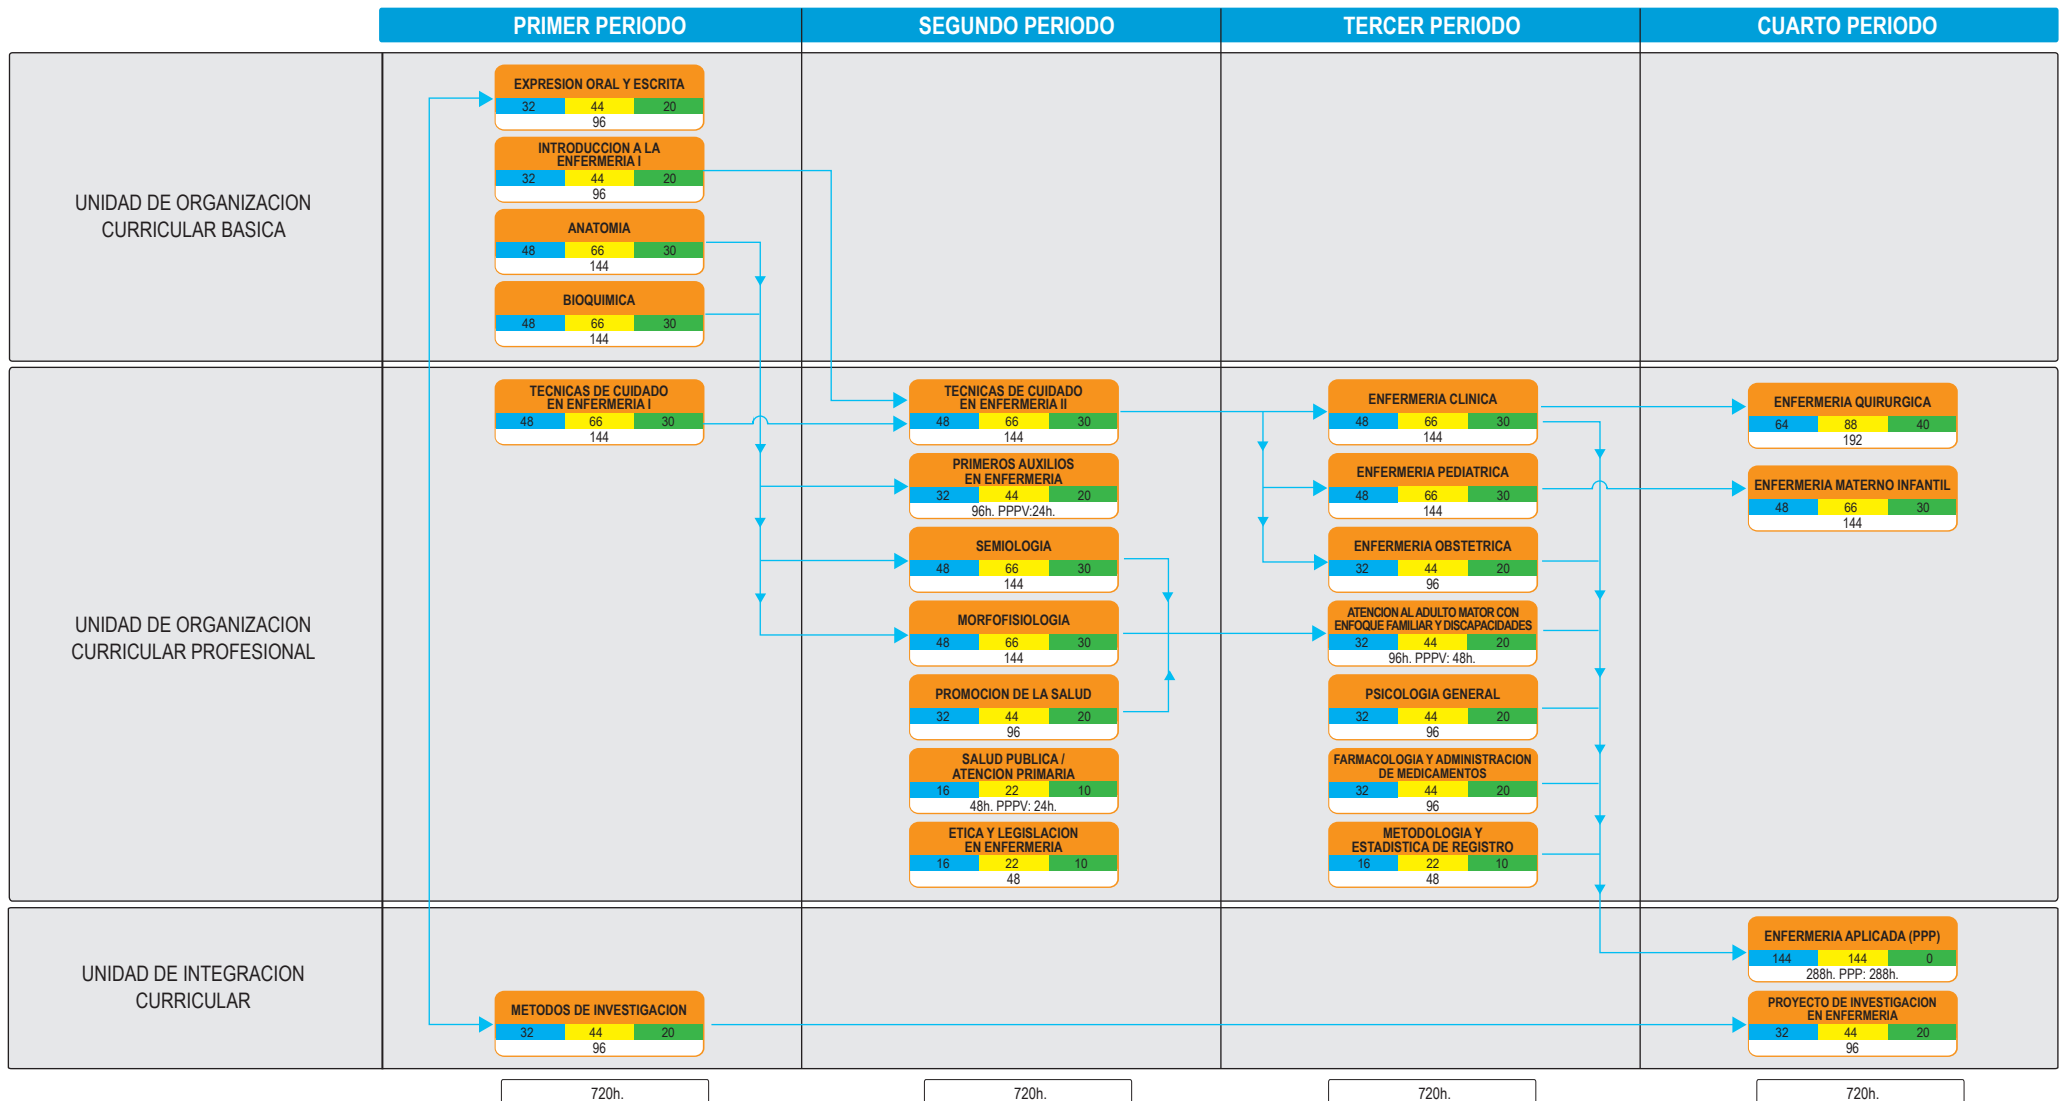 PRIMER PERIODO
SEGUNDO PERIODO
TERCER PERIODO
CUARTO PERIODO
UNIDAD DE ORGANIZACION
CURRICULAR BASICA
EXPRESION ORAL Y ESCRITA
32 44 20
96
INTRODUCCION A LA
ENFERMERIA I
32 44 20
96
ANATOMIA
48 66 30
144
BIOQUIMICA
48 66 30
144
UNIDAD DE ORGANIZACION
CURRICULAR PROFESIONAL
TECNICAS DE CUIDADO
EN ENFERMERIA I
48 66 30
144
TECNICAS DE CUIDADO
EN ENFERMERIA II
48 66 30
144
PRIMEROS AUXILIOS
EN ENFERMERIA
32 44 20
96h. PPPV:24h.
SEMIOLOGIA
48 66 30
144
MORFOFISIOLOGIA
48 66 30
144
PROMOCION DE LA SALUD
32 44 20
96
SALUD PUBLICA /
ATENCION PRIMARIA
16 22 10
48h. PPPV: 24h.
ETICA Y LEGISLACION
EN ENFERMERIA
16 22 10
48
ENFERMERIA CLINICA
48 66 30
144
ENFERMERIA PEDIATRICA
48 66 30
144
ENFERMERIA OBSTETRICA
32 44 20
96
ATENCION AL ADULTO MATOR CON
ENFOQUE FAMILIAR Y DISCAPACIDADES
32 44 20
96h. PPPV: 48h.
PSICOLOGIA GENERAL
32 44 20
96
FARMACOLOGIA Y ADMINISTRACION
DE MEDICAMENTOS
32 44 20
96
METODOLOGIA Y
ESTADISTICA DE REGISTRO
16 22 10
48
ENFERMERIA QUIRURGICA
64 88 40
192
ENFERMERIA MATERNO INFANTIL
48 66 30
144
UNIDAD DE INTEGRACION
CURRICULAR
METODOS DE INVESTIGACION
32 44 20
96
ENFERMERIA APLICADA (PPP)
144 144 0
288h. PPP: 288h.
PROYECTO DE INVESTIGACION
EN ENFERMERIA
32 44 20
96
720h.
720h.
720h.
720h.